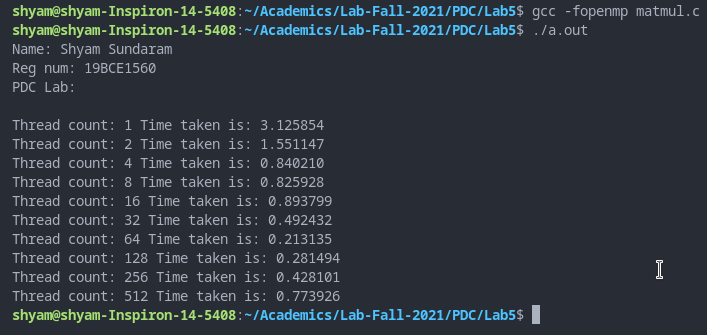 shyam@shyam-Inspiron-14-5408:~/Academics/Lab-Fall-2021/PDC/Lab5$ gcc -fopenmp matmul.c
shyam@shyam-Inspiron-14-5408:~/Academics/Lab-Fall-2021/PDC/Lab5$ ./a.out
Name: Shyam Sundaram
Reg num: 19BCE1560
PDC Lab:
Thread count: 1 Time taken is: 3.125854
Thread count: 2 Time taken is: 1.551147
Thread count: 4 Time taken is: 0.840210
Thread count: 8 Time taken is: 0.825928
Thread count: 16 Time taken is: 0.893799
Thread count: 32 Time taken is: 0.492432
Thread count: 64 Time taken is: 0.213135
Thread count: 128 Time taken is: 0.281494
Thread count: 256 Time taken is: 0.428101
Thread count: 512 Time taken is: 0.773926
shyam@shyam-Inspiron-14-5408:~/Academics/Lab-Fall-2021/PDC/Lab5$